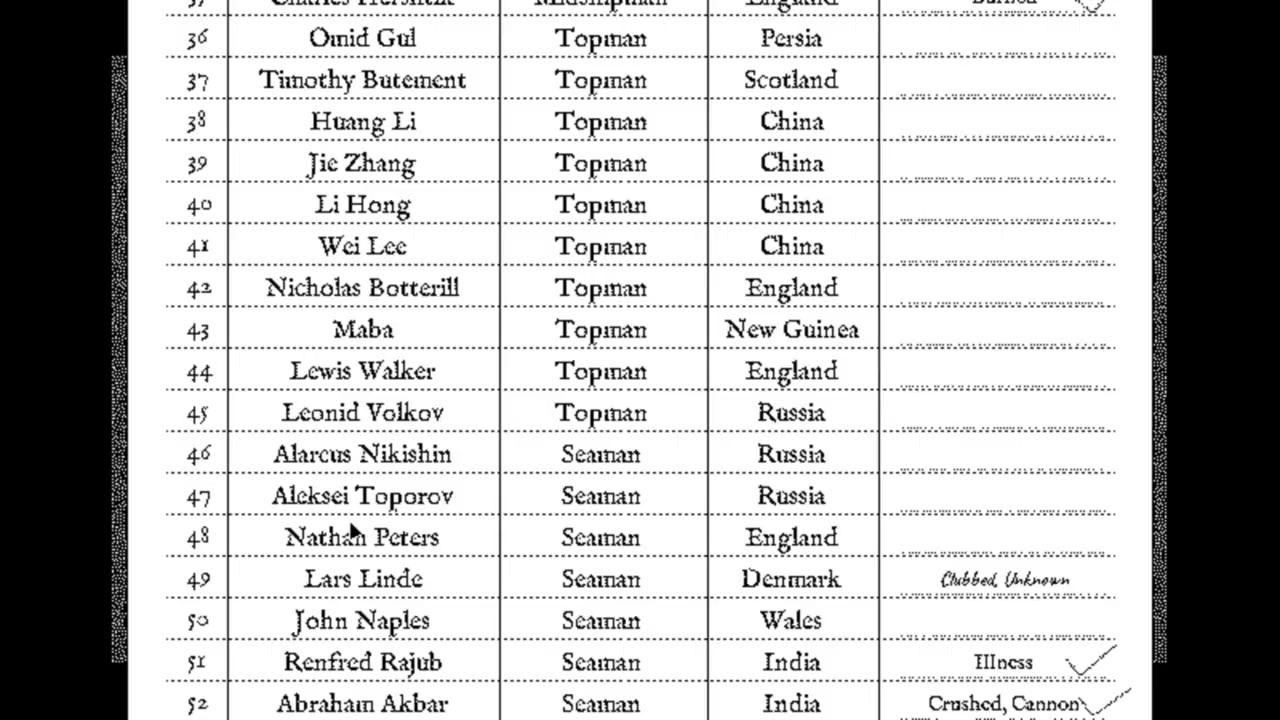 36 Omid Gul Topman Persia
37 Timothy Butement Topman Scotland
38 Huang Li Topman China
39 Jie Zhang Topman China
40 Li Hong Topman China
41 Wei Lee Topman China
42 Nicholas Botterill Topman England
43 Maba Topman New Guinea
44 Lewis Walker Topman England
45 Leonid Volkov Topman Russia
46 Alarcus Nikishin Seaman Russia
47 Aleksei Toporov Seaman Russia
48 Nathan Peters Seaman England
49 Lars Linde Seaman Denmark Clubbed, Unknown
50 John Naples Seaman Wales
51 Renfred Rajub Seaman India Illness
52 Abraham Akbar Seaman India Crushed, Cannon